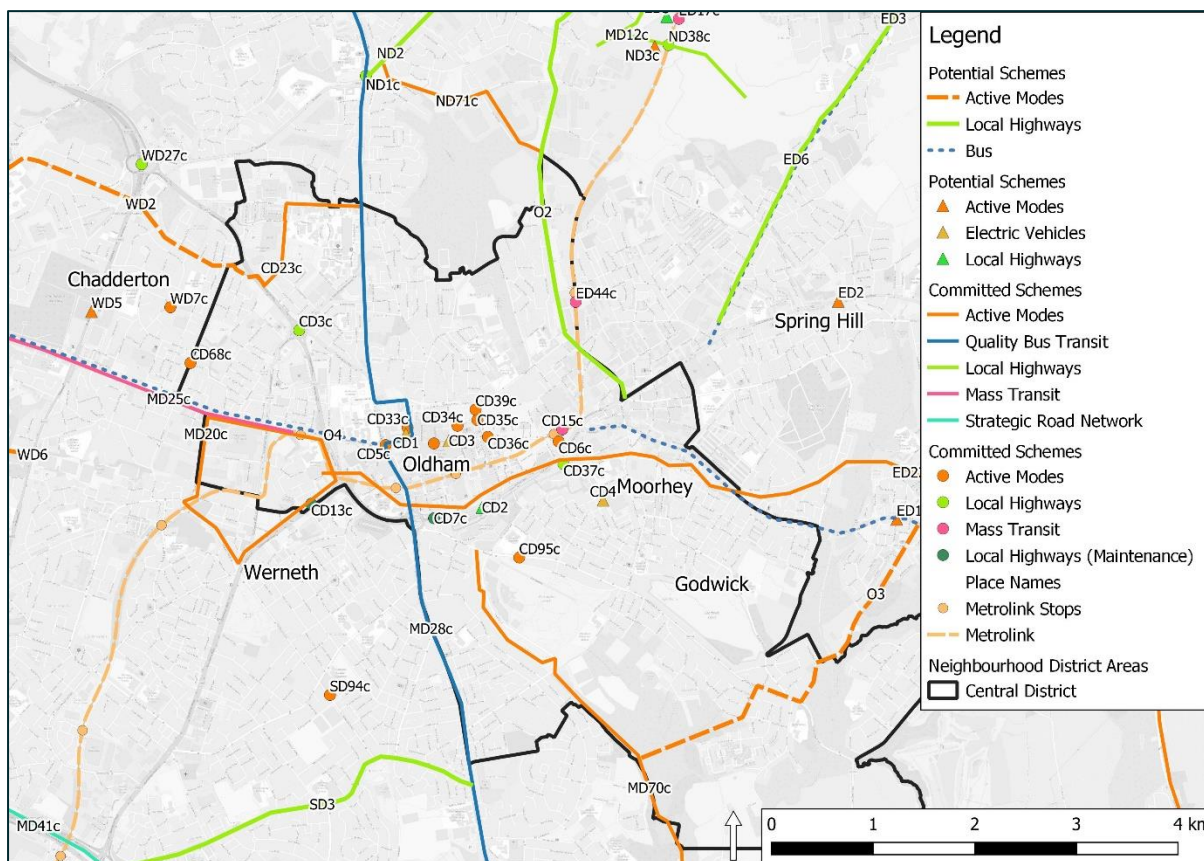 ED17c
ED3
MD12c
ND38c
ND3c
ND2
ND1c
ND71c
WD27c
ED6
WD2
O2
CD23c
Chadderton
WD7c
WD5
ED44c
ED2
Spring Hill
CD3c
CD68c
MD25c
CD39c
CD34c
CD35c
CD33c
MD20c
O4
CD15c
CD1
CD3
CD36c
CD5c
CD6c
Oldham
WD6
CD37c
Moorhey
ED23
CD4
CD13c
CD7c
CD2
ED1
CD95c
Werneth
Godwick
O3
MD28c
SD94c
MD70c
SD3
MD41c
0 1 2 3 4 km
Legend
Potential Schemes
Active Modes
Local Highways
Bus
Potential Schemes
Active Modes
Electric Vehicles
Local Highways
Committed Schemes
Active Modes
Quality Bus Transit
Local Highways
Mass Transit
Strategic Road Network
Committed Schemes
Active Modes
Local Highways
Mass Transit
Local Highways (Maintenance)
Place Names
Metrolink Stops
Metrolink
Neighbourhood District Areas
Central District